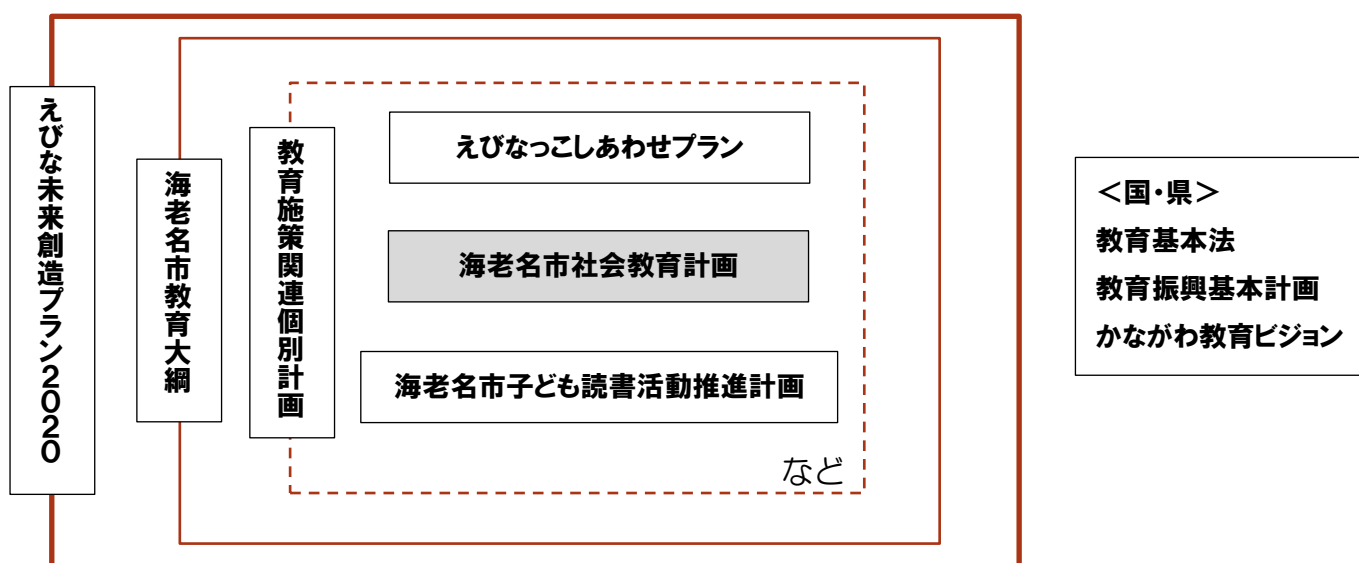 えびな未来創造プラン２０２０
海老名市教育大綱
教育施策関連個別計画
えびなっこしあわせプラン
海老名市社会教育計画
海老名市子ども読書活動推進計画
など
＜国・県＞
教育基本法
教育振興基本計画
かながわ教育ビジョン